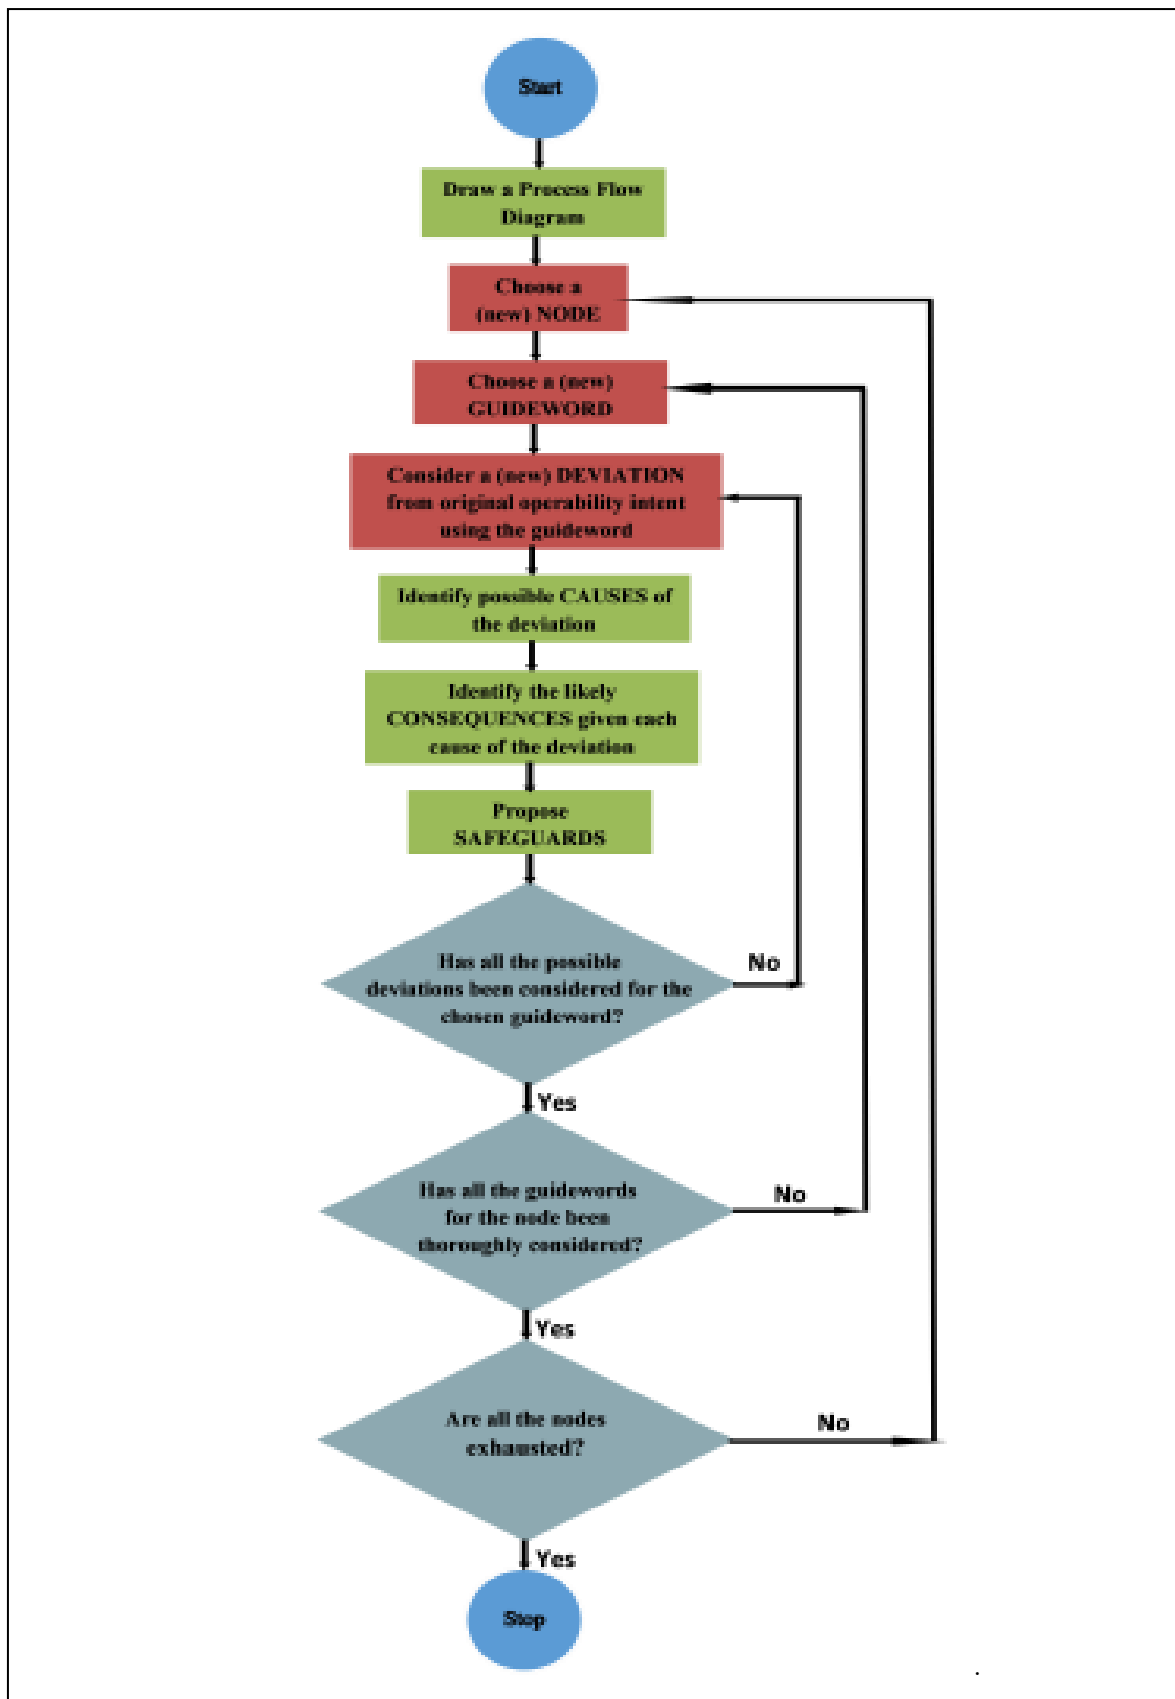 Start
Draw a Process Flow
Diagram
Choose a
(new) NODE
Choose a (new)
GUIDEWORD
Consider a (new) DEVIATION
from original operability intent
using the guideword
Identify possible CAUSES of
the deviation
Identify the likely
CONSEQUENCES given each
cause of the deviation
Propose
SAFEGUARDS
Has all the possible
deviations been considered for the
chosen guideword?
No
Yes
Has all the guidewords
for the node been
thoroughly considered?
No
Yes
Are all the nodes
exhausted?
No
Yes
Stop